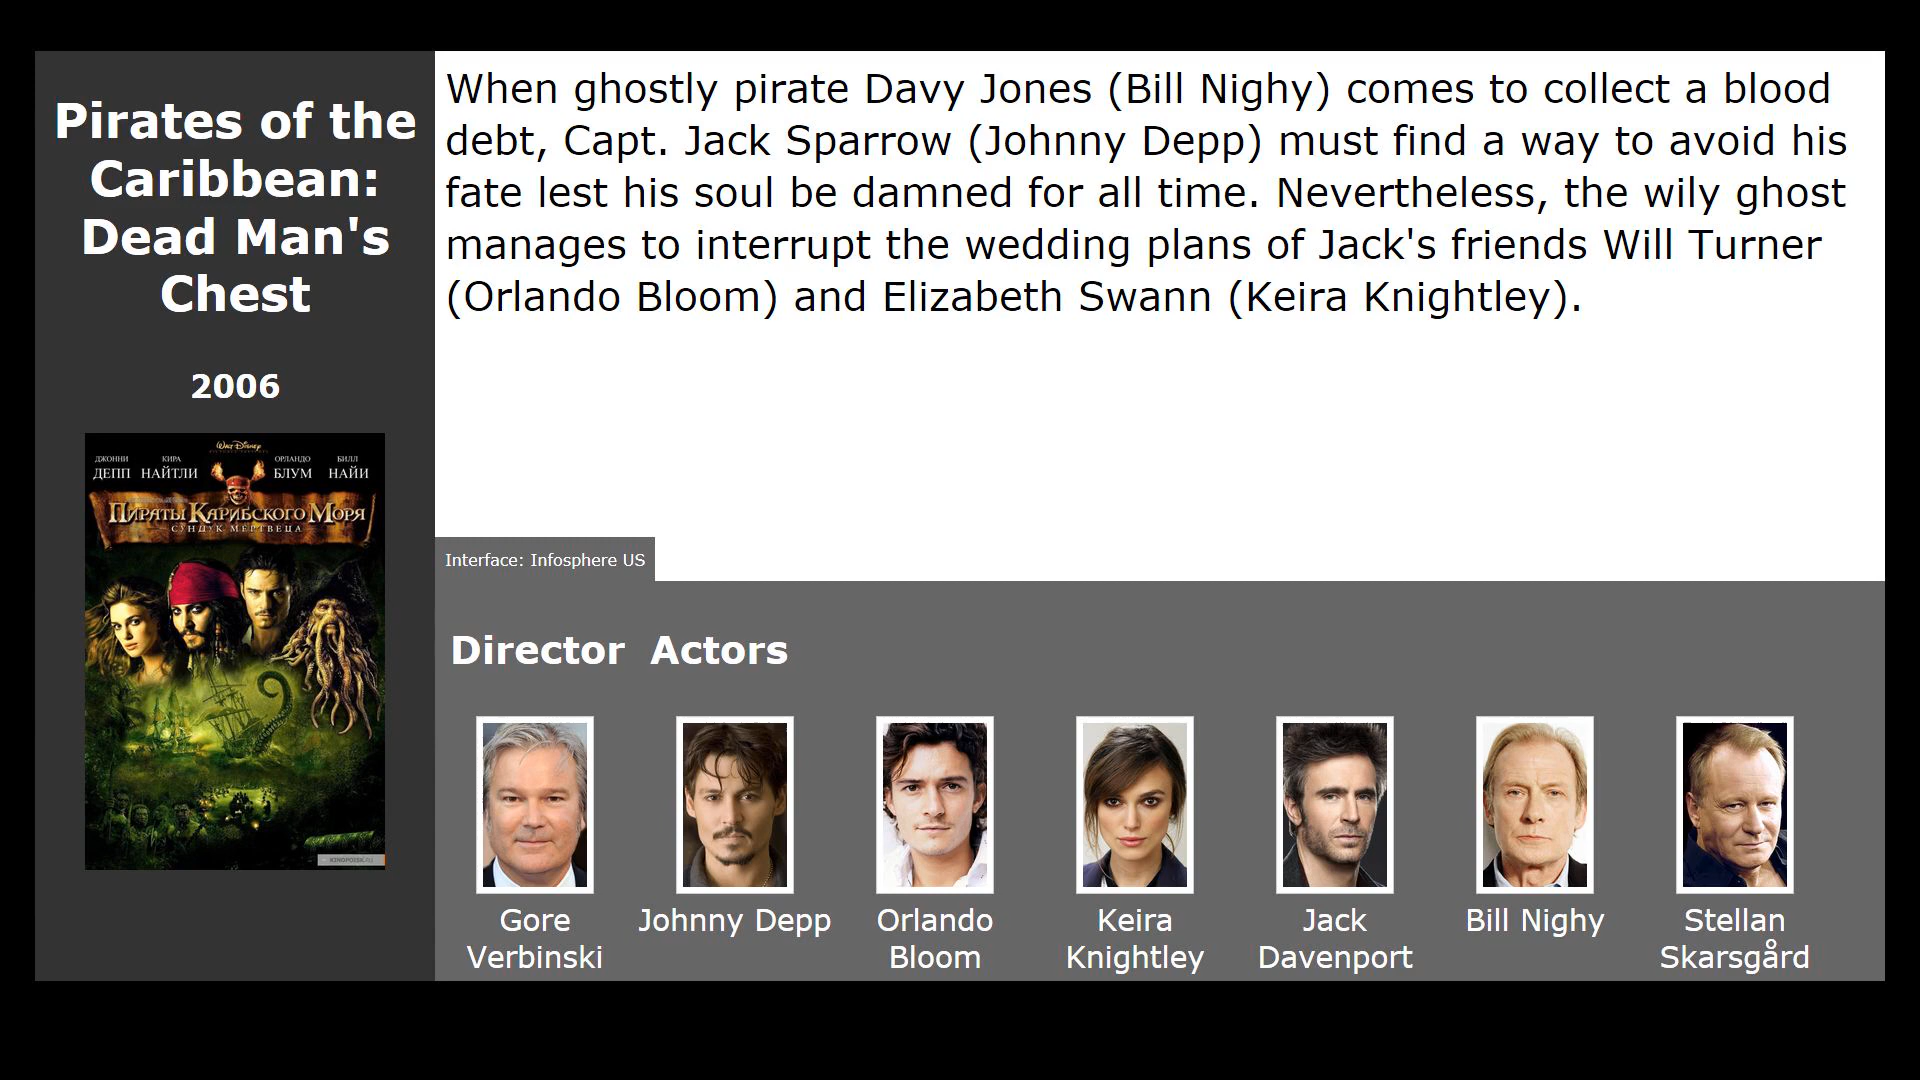 Pirates of the
Caribbean:
Dead Man's
Chest
2006
Walt Disney
ДЖОННИ КИРА ОРЛАНДО БИЛЛ
ДЕПП НАЙТЛИ БЛУМ НАЙИ
ПИРАТЫ КАРИБСКОГО МОРЯ
СУНДУК МЕРТВЕЦА
KINOPOISK.RU
When ghostly pirate Davy Jones (Bill Nighy) comes to collect a blood
debt, Capt. Jack Sparrow (Johnny Depp) must find a way to avoid his
fate lest his soul be damned for all time. Nevertheless, the wily ghost
manages to interrupt the wedding plans of Jack's friends Will Turner
(Orlando Bloom) and Elizabeth Swann (Keira Knightley).
Interface: Infosphere US
Director Actors
Gore
Verbinski
Johnny Depp
Orlando
Bloom
Keira
Knightley
Jack
Davenport
Bill Nighy
Stellan
Skarsgård